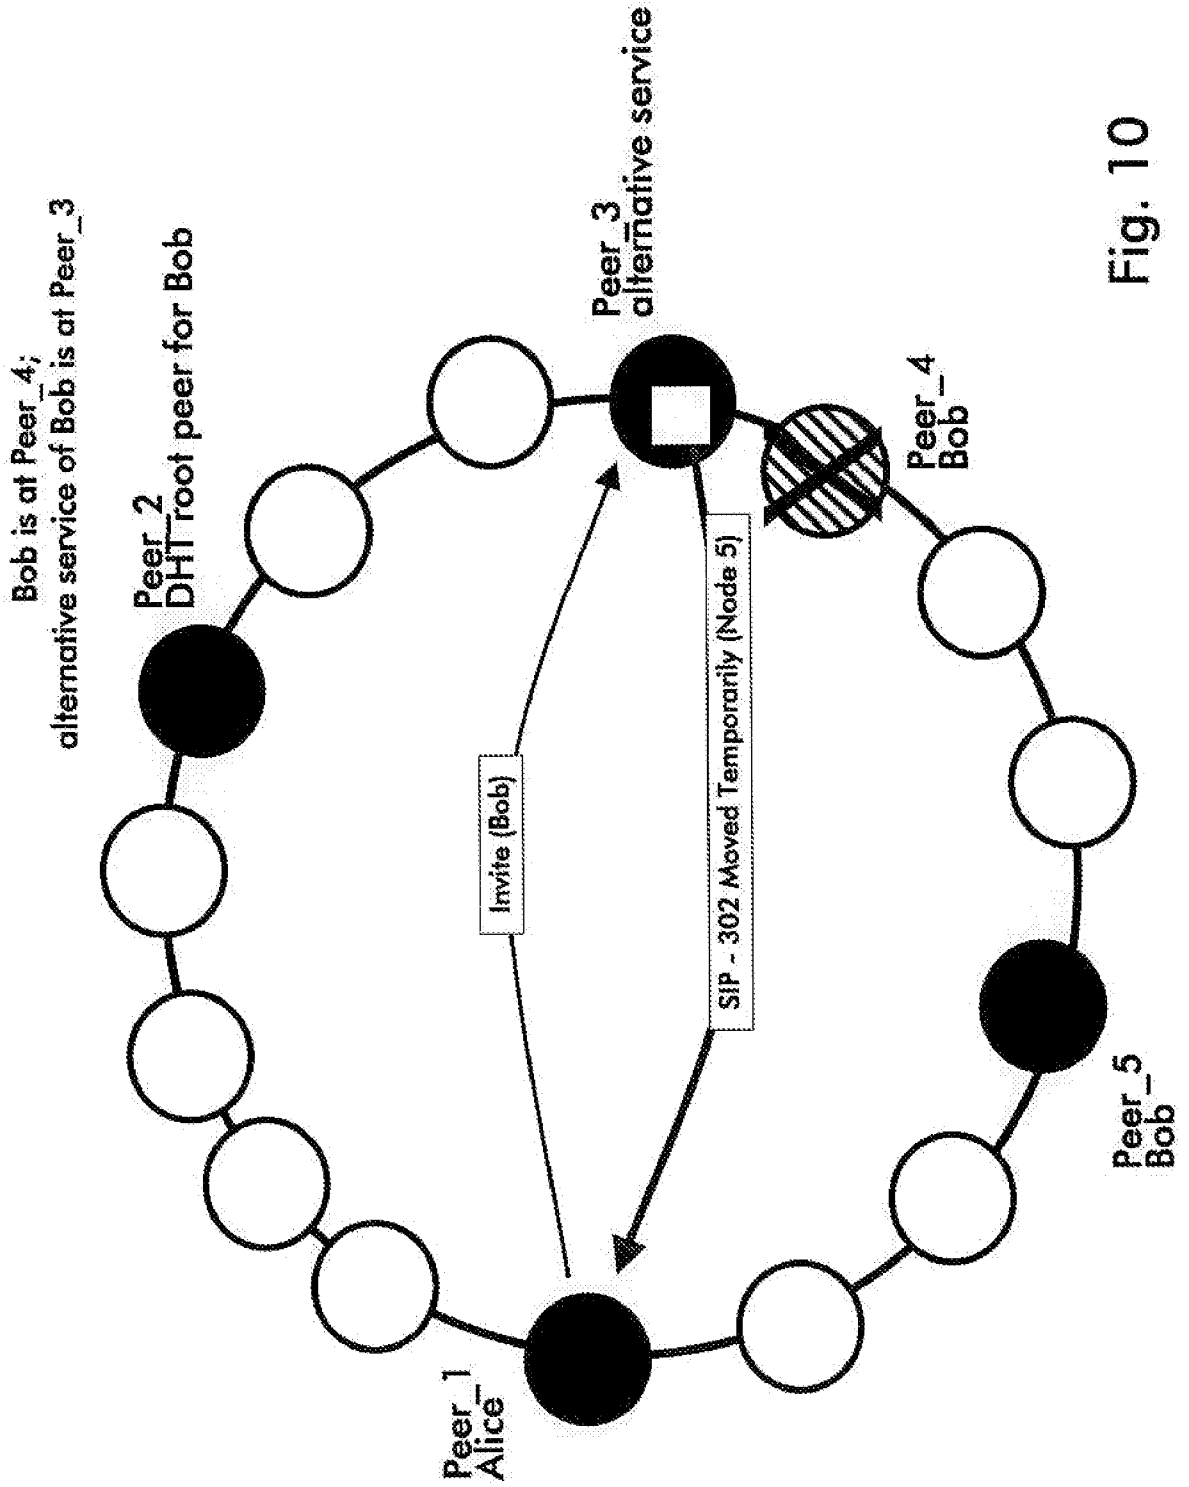 Bob is at Peer_4;
alternative service of Bob is at Peer_3
Peer_2
DHT root peer for Bob
Peer_3
alternative service
Peer_1
Alice
Invite (Bob)
SIP - 302 Moved Temporarily (Node 5)
Peer_4
Bob
Peer_5
Bob
Fig. 10